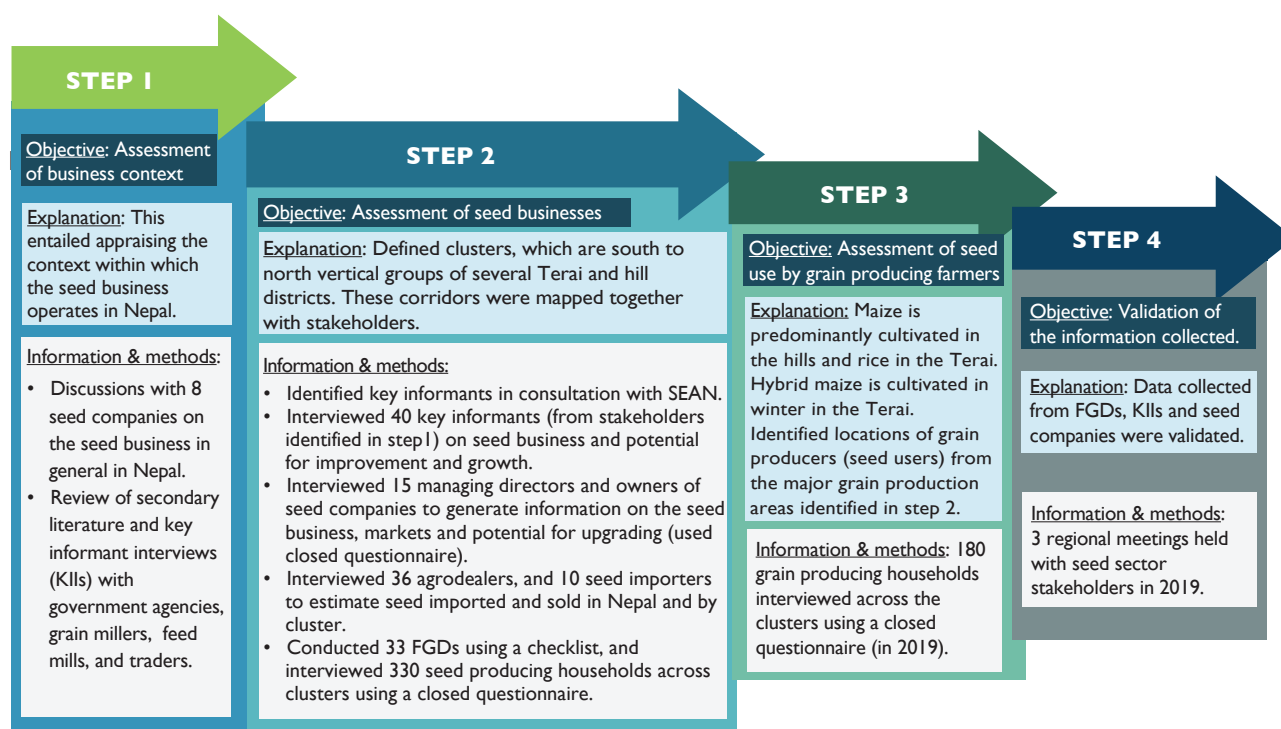 STEP 1
Objective: Assessment
of business context
Explanation: This
entailed appraising the
context within which
the seed business
operates in Nepal.
Information & methods:
• Discussions with 8
seed companies on
the seed business in
general in Nepal.
• Review of secondary
literature and key
informant interviews
(KIIs) with
government agencies,
grain millers, feed
mills, and traders.
STEP 2
Objective: Assessment of seed businesses
Explanation: Defined clusters, which are south to
north vertical groups of several Terai and hill
districts. These corridors were mapped together
with stakeholders.
Information & methods:
• Identified key informants in consultation with SEAN.
• Interviewed 40 key informants (from stakeholders
identified in step1) on seed business and potential
for improvement and growth.
• Interviewed 15 managing directors and owners of
seed companies to generate information on the seed
business, markets and potential for upgrading (used
closed questionnaire).
• Interviewed 36 agrodealers, and 10 seed importers
to estimate seed imported and sold in Nepal and by
cluster.
• Conducted 33 FGDs using a checklist, and
interviewed 330 seed producing households across
clusters using a closed questionnaire.
STEP 3
Objective: Assessment of seed
use by grain producing farmers
Explanation: Maize is
predominantly cultivated in
the hills and rice in the Terai.
Hybrid maize is cultivated in
winter in the Terai.
Identified locations of grain
producers (seed users) from
the major grain production
areas identified in step 2.
Information & methods: 180
grain producing households
interviewed across the
clusters using a closed
questionnaire (in 2019).
STEP 4
Objective: Validation of
the information collected.
Explanation: Data collected
from FGDs, KIIs and seed
companies were validated.
Information & methods:
3 regional meetings held
with seed sector
stakeholders in 2019.